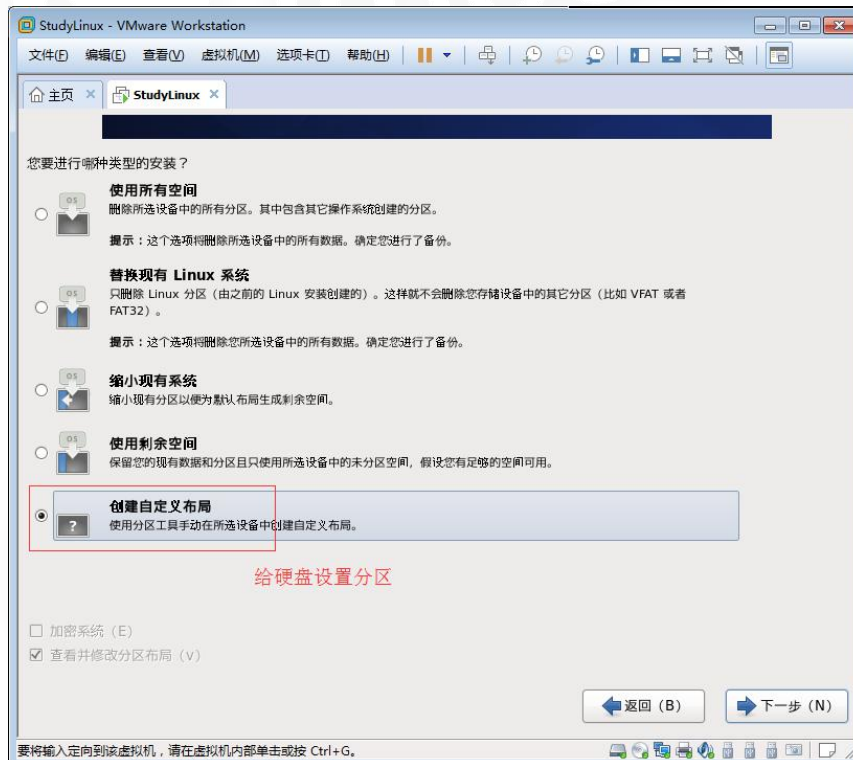 StudyLinux - VMware Workstation
文件(F) 编辑(E) 查看(V) 虚拟机(M) 选项卡(T) 帮助(H)
主页 × StudyLinux ×
您要进行哪种类型的安装？
OS
使用所有空间
删除所选设备中的所有分区。其中包含其它操作系统创建的分区。
提示：这个选项将删除所选设备中的所有数据。确定您进行了备份。
OS
替换现有 Linux 系统
只删除 Linux 分区（由之前的 Linux 安装创建的）。这样就不会删除您存储设备中的其它分区（比如 VFAT 或者
FAT32）。
提示：这个选项将删除您所选设备中的所有数据。确定您进行了备份。
OS
缩小现有系统
缩小现有分区以便为默认布局生成剩余空间。
OS
使用剩余空间
保留您的现有数据和分区且只使用所选设备中的未分区空间，假设您有足够的空间可用。
?
创建自定义布局
使用分区工具手动在所选设备中创建自定义布局。
给硬盘设置分区
加密系统（E）
查看并修改分区布局（v）
返回（B） 下一步（N）
要将输入定向到该虚拟机，请在虚拟机内部单击或按 Ctrl+G。